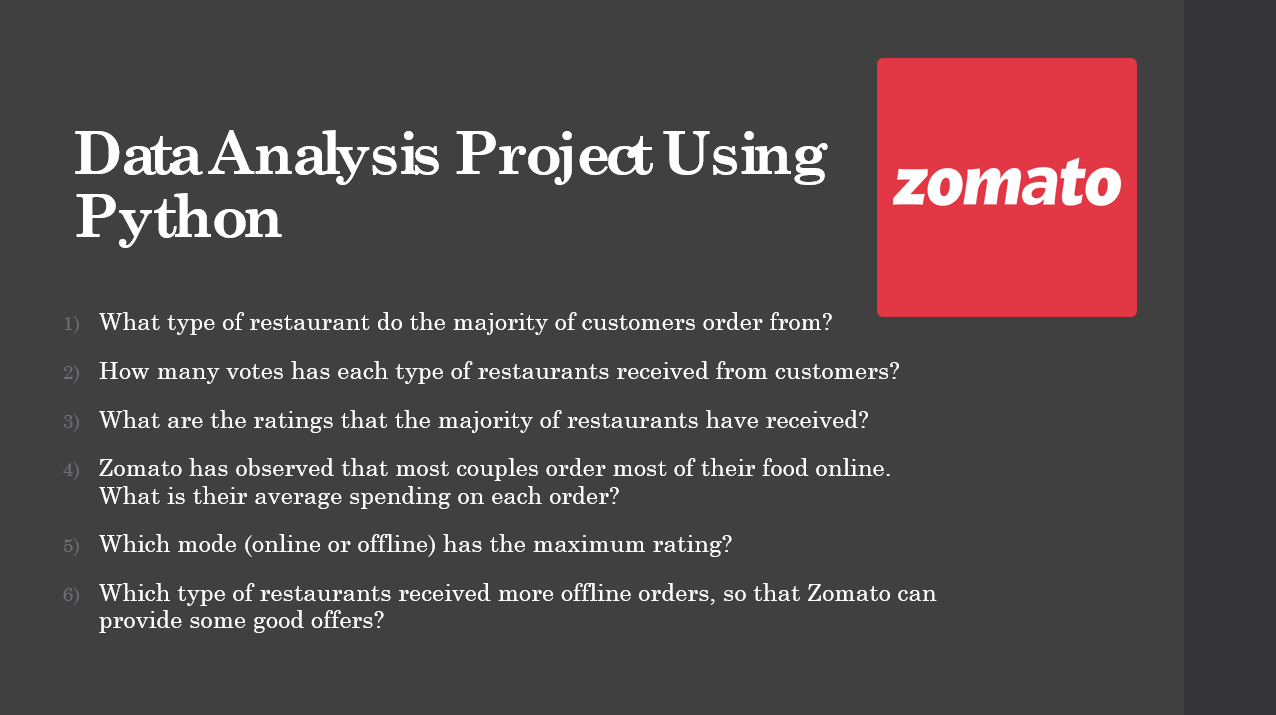 Data Analysis Project Using
Python
zomato
1) What type of restaurant do the majority of customers order from?
2) How many votes has each type of restaurants received from customers?
3) What are the ratings that the majority of restaurants have received?
4) Zomato has observed that most couples order most of their food online.
What is their average spending on each order?
5) Which mode (online or offline) has the maximum rating?
6) Which type of restaurants received more offline orders, so that Zomato can
provide some good offers?